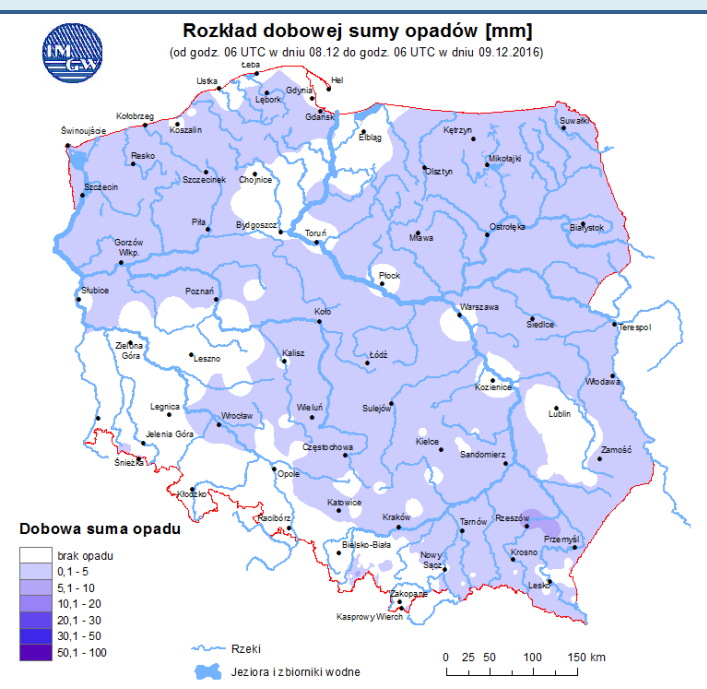 Rozkład dobowej sumy opadów [mm]
(od godz. 06 UTC w dniu 08.12 do godz. 06 UTC w dniu 09.12.2016)
IM
GW
Łeba
Ustka
Hel
Gdynia
Lębork
Gdańsk
Kołobrzeg
Koszalin
Świnoujście
Elbląg
Kętrzyn
Suwałki
Resko
Szczecinek
Chojnice
Olsztyn
Mikołajki
Szczecin
Piła
Bydgoszcz
Toruń
Mława
Ostrołęka
Białystok
Gorzów
Wlkp.
Płock
Słubice
Poznań
Koło
Warszawa
Siedlce
Terespol
Zielona
Góra
Leszno
Kalisz
Łódź
Kozienice
Włodawa
Legnica
Wrocław
Wieluń
Sulejów
Lublin
Jelenia Góra
Śnieżka
Częstochowa
Kielce
Sandomierz
Zamość
Opole
Kłodzko
Katowice
Racibórz
Kraków
Tarnów
Rzeszów
Przemyśl
Bielsko-Biała
Nowy
Sącz
Krosno
Lesko
Zakopane
Kasprowy Wierch
Dobowa suma opadu
brak opadu
0,1 - 5
5,1 - 10
10,1 - 20
20,1 - 30
30,1 - 50
50,1 - 100
Rzeki
Jeziora i zbiorniki wodne
0 25 50 100 150 km